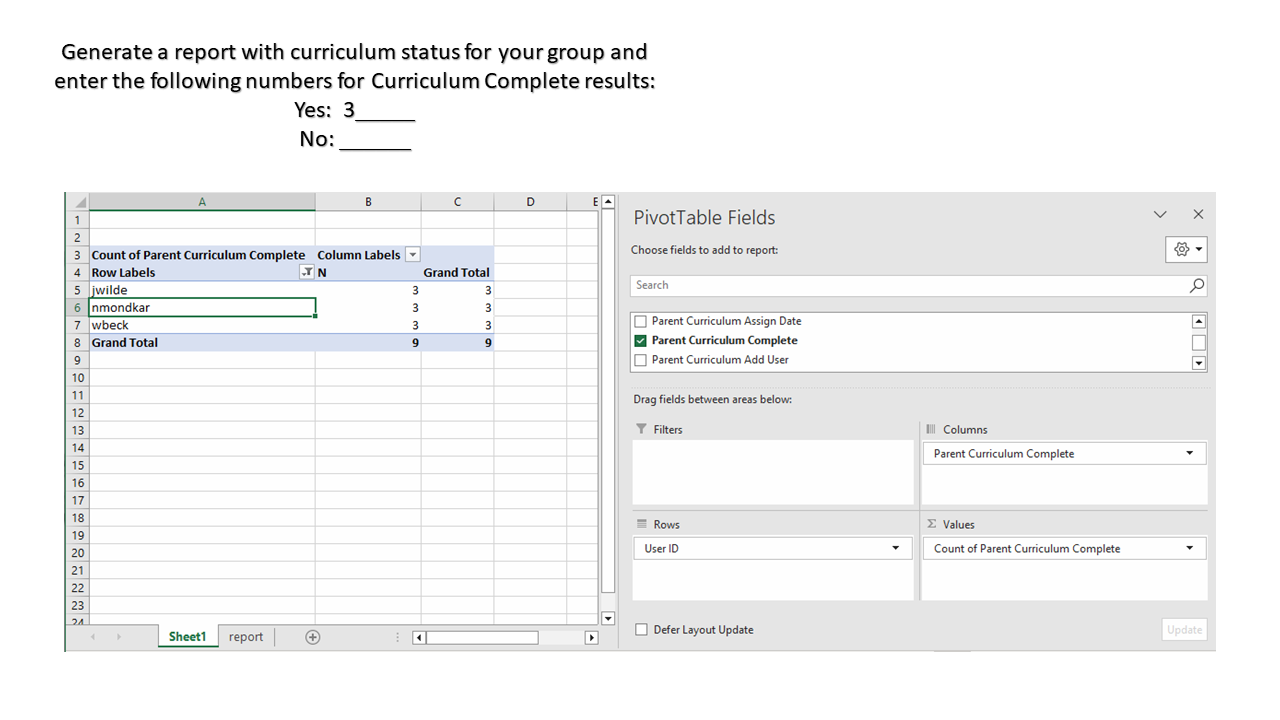 Generate a report with curriculum status for your group and
enter the following numbers for Curriculum Complete results:
Yes: 3_____
No: ______
A B C D E
1
2
3 Count of Parent Curriculum Complete Column Labels
4 Row Labels N Grand Total
5 jwilde 3 3
6 nmondkar 3 3
7 wbeck 3 3
8 Grand Total 9 9
9
10
11
12
13
14
15
16
17
18
19
20
21
22
23
24
Sheet1 report
PivotTable Fields
Choose fields to add to report:
Search
Parent Curriculum Assign Date
Parent Curriculum Complete
Parent Curriculum Add User
Drag fields between areas below:
Filters Columns
Parent Curriculum Complete
Rows Σ Values
User ID Count of Parent Curriculum Complete
Defer Layout Update Update